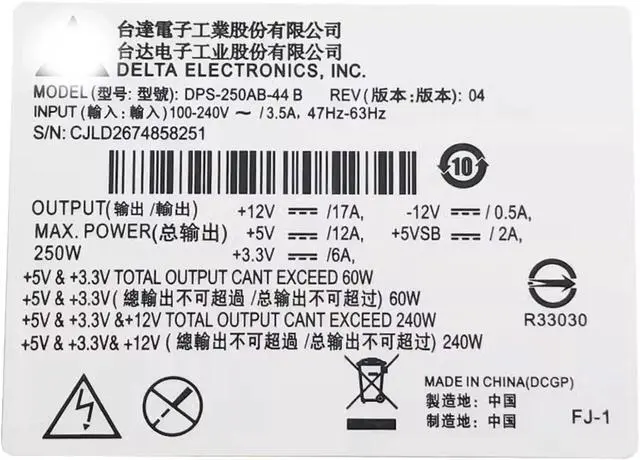 台達電子工業股份有限公司
台达电子工业股份有限公司
DELTA ELECTRONICS, INC.
MODEL(型号: 型號): DPS-250AB-44 B REV(版本:版本): 04
INPUT(輸入: 輸入)100-240V ～ /3.5A, 47Hz-63Hz
S/N: CJLD2674858251
10
OUTPUT(输出 /輸出) +12V ⎓ /17A, -12V ⎓ / 0.5A,
MAX. POWER(总输出) +5V ⎓ /12A, +5VSB ⎓ / 2A,
250W +3.3V ⎓ /6A,
+5V & +3.3V TOTAL OUTPUT CANT EXCEED 60W
+5V & +3.3V (總輸出不可超過 /总输出不可超过) 60W
+5V & +3.3V &+12V TOTAL OUTPUT CANT EXCEED 240W
+5V & +3.3V& +12V ( 總輸出不可超過 /总输出不可超过) 240W
R33030
MADE IN CHINA(DCGP)
製造地: 中国
制造地: 中国
FJ-1